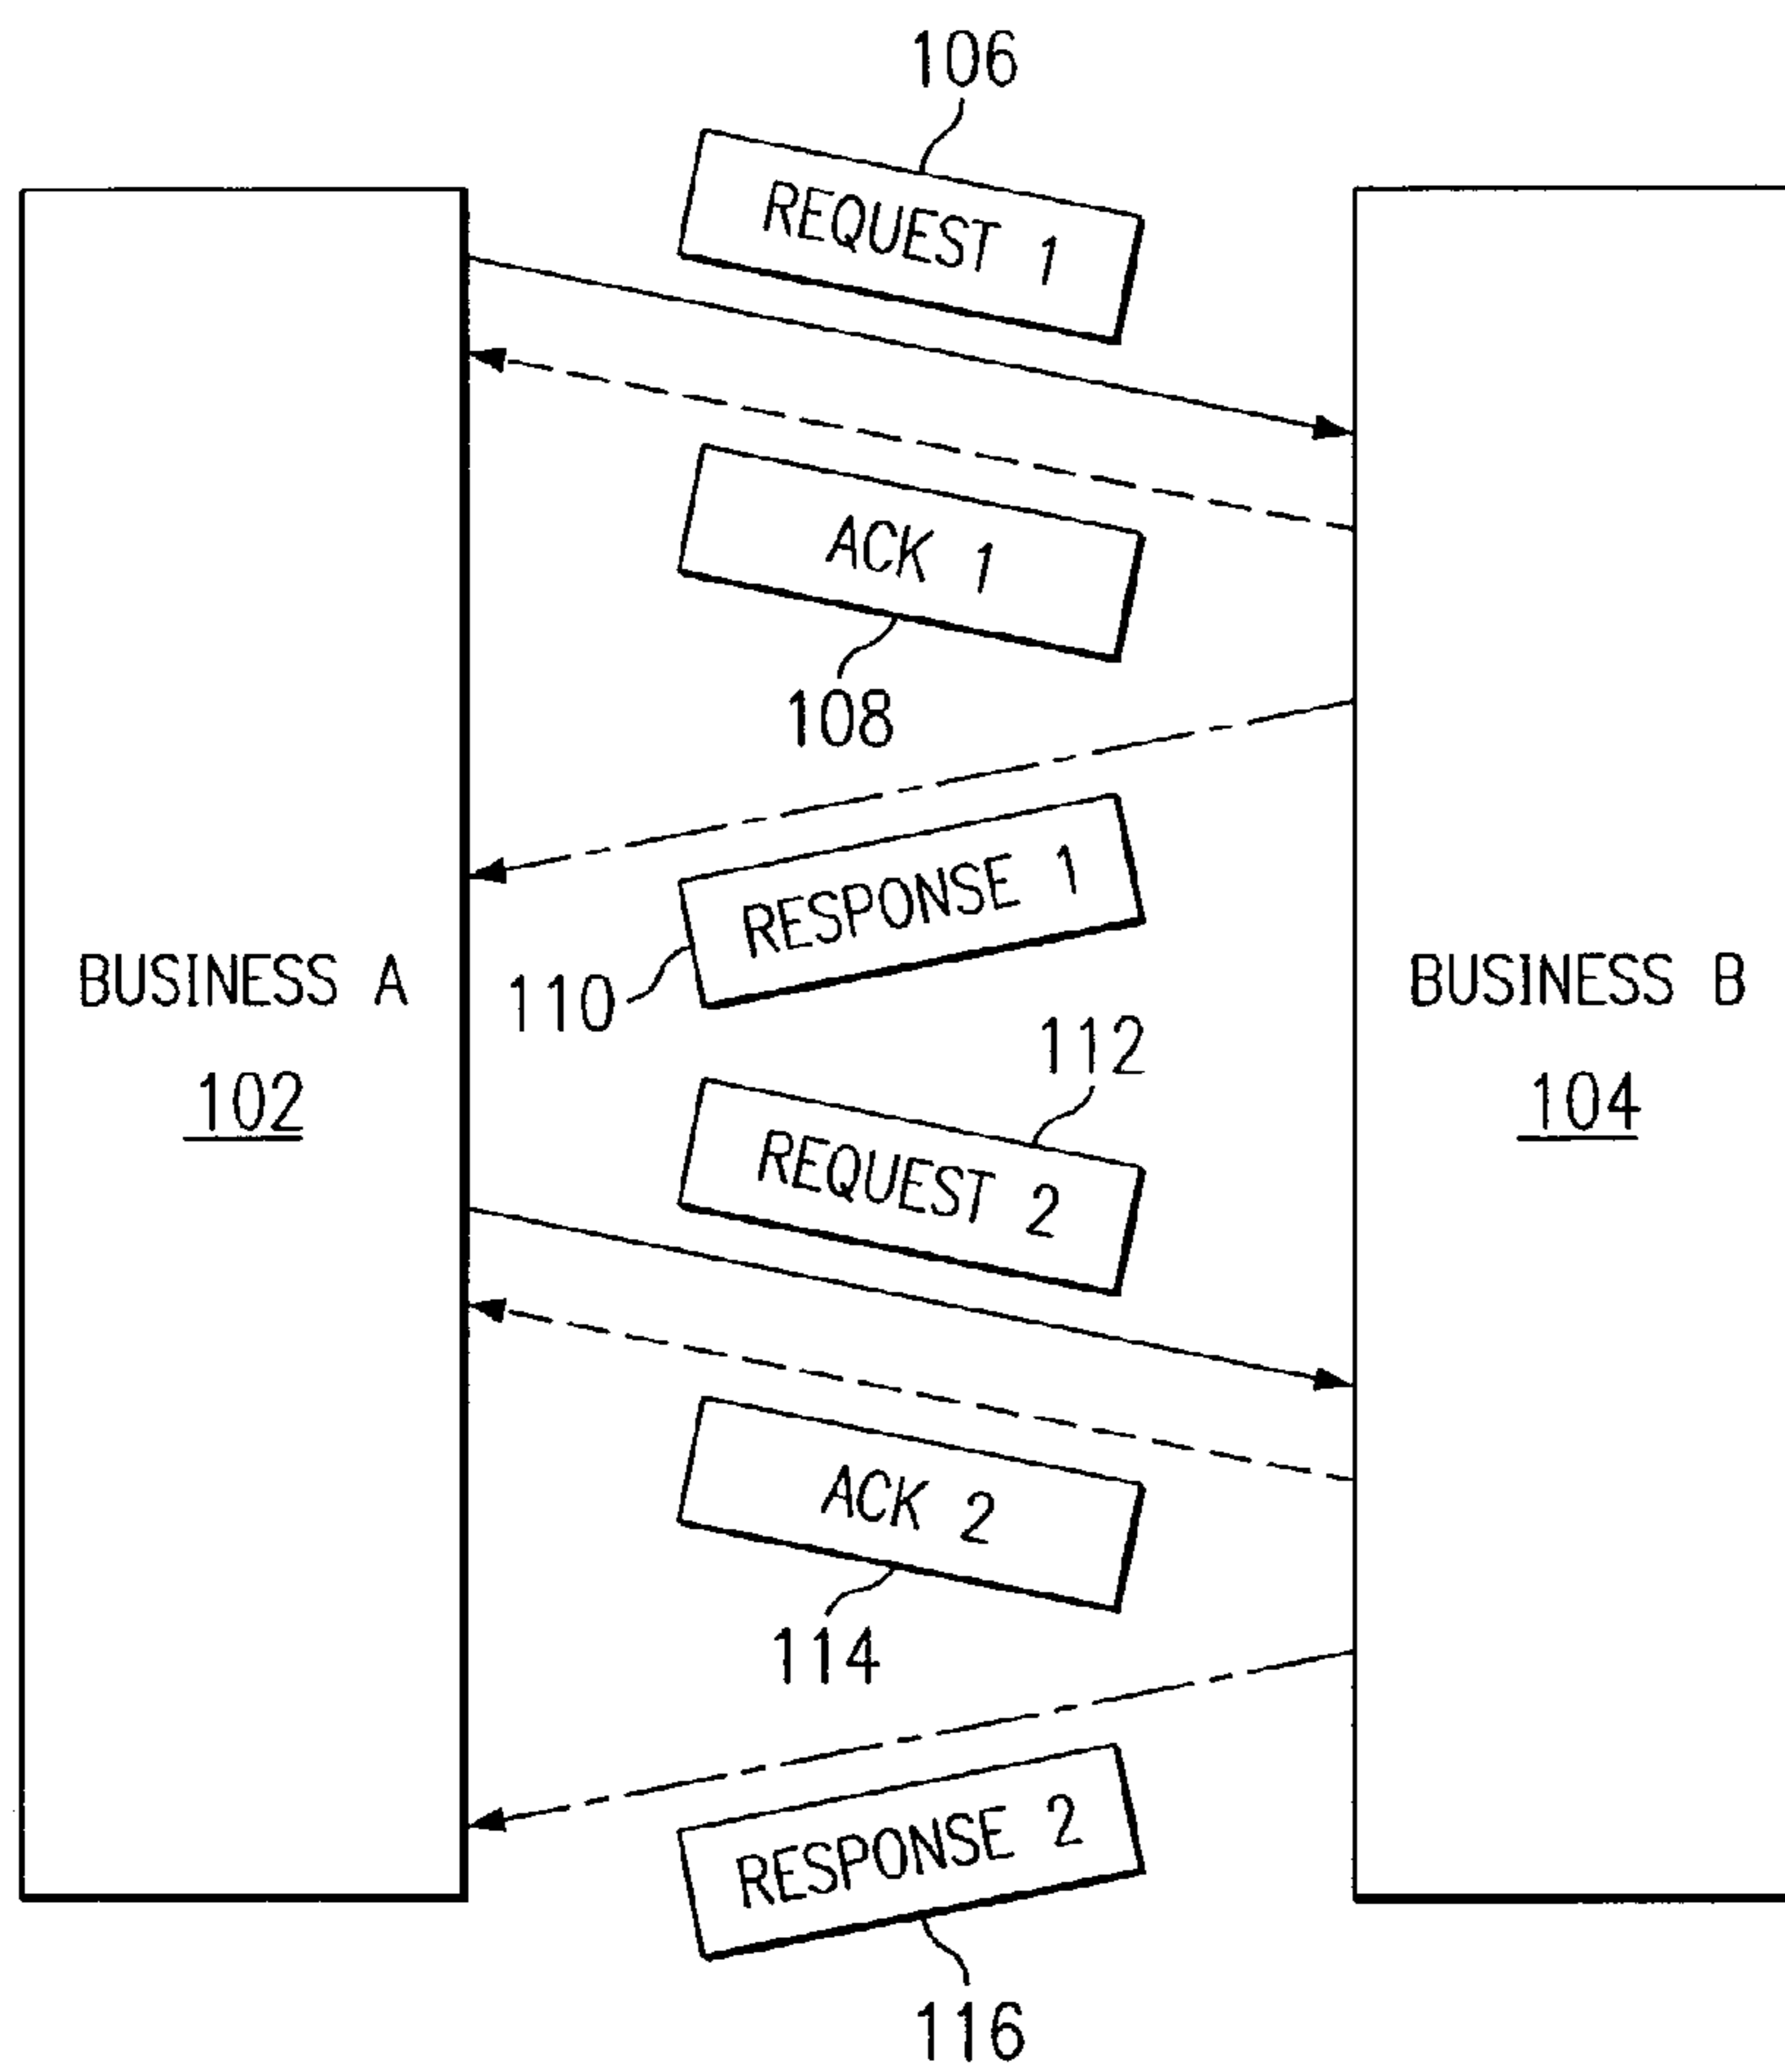 106
REQUEST 1
ACK 1
108
RESPONSE 1
110
BUSINESS A
102
BUSINESS B
104
112
REQUEST 2
ACK 2
114
RESPONSE 2
116